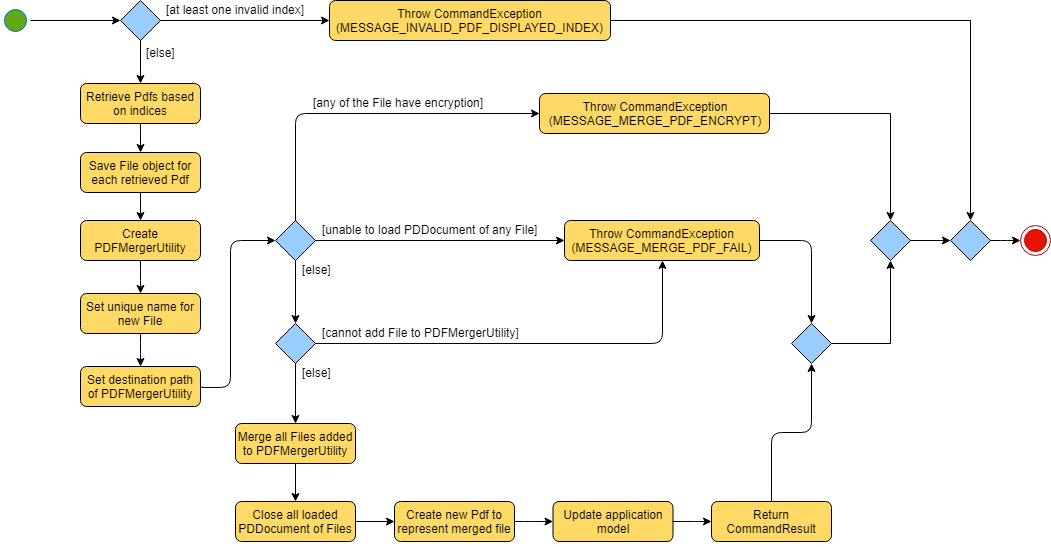 [at least one invalid index]
Throw CommandException
(MESSAGE_INVALID_PDF_DISPLAYED_INDEX)
[else]
Retrieve Pdfs based
on indices
Save File object for
each retrieved Pdf
Create
PDFMergerUtility
Set unique name for
new File
Set destination path
of PDFMergerUtility
[any of the File have encryption]
Throw CommandException
(MESSAGE_MERGE_PDF_ENCRYPT)
[unable to load PDDocument of any File]
Throw CommandException
(MESSAGE_MERGE_PDF_FAIL)
[else]
[cannot add File to PDFMergerUtility]
[else]
Merge all Files added
to PDFMergerUtility
Close all loaded
PDDocument of Files
Create new Pdf to
represent merged file
Update application
model
Return
CommandResult